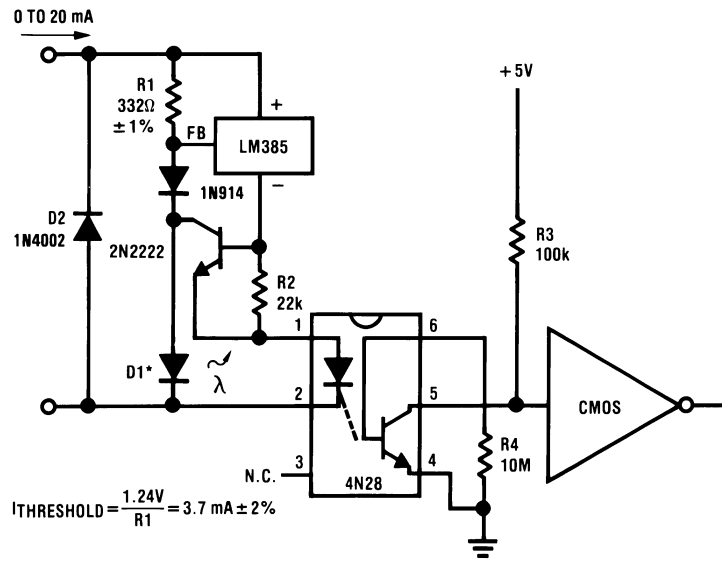 0 TO 20 mA
R1
332Ω
±1%
FB
+
LM385
−
1N914
D2
1N4002
2N2222
R2
22k
D1*
λ
1
2
3
N.C.
6
5
4
4N28
+5V
R3
100k
R4
10M
CMOS
ITHRESHOLD = 1.24V / R1 = 3.7 mA ± 2%